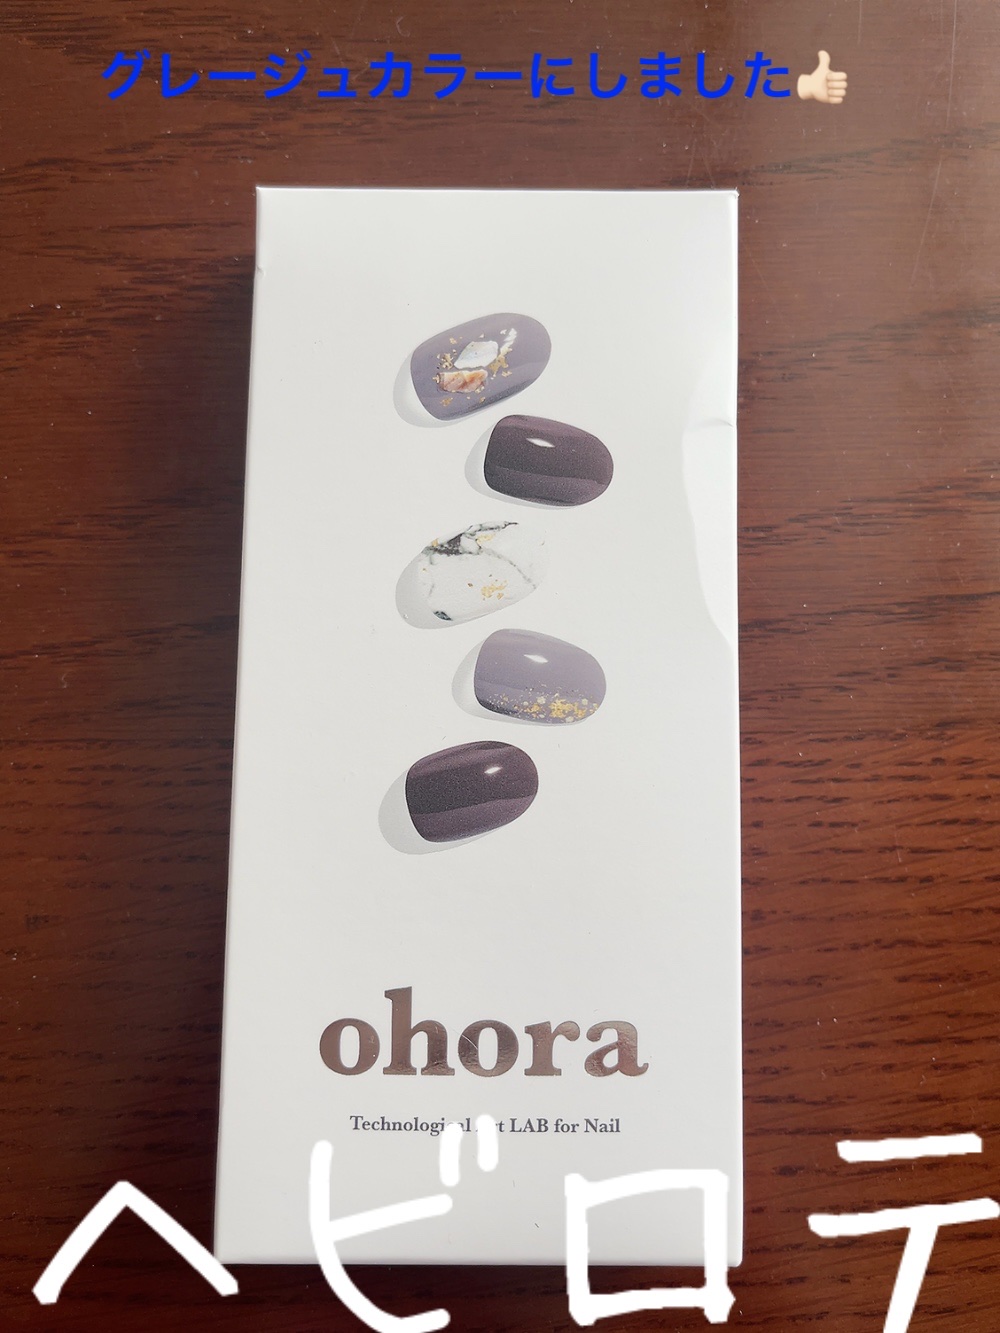 グレージュカラーにしました👍🏻
ohora
Technological Art LAB for Nail
ヘビロテ